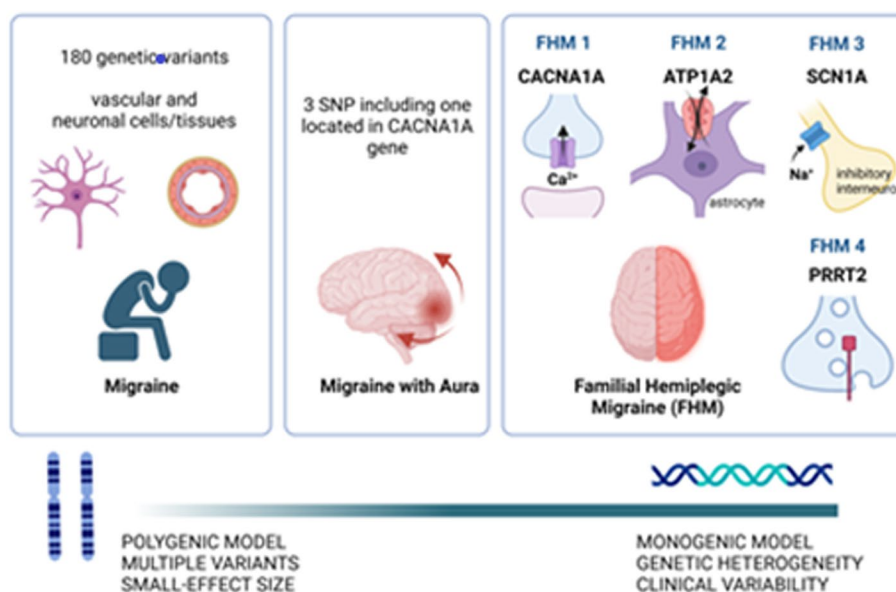 180 genetic variants
vascular and
neuronal cells/tissues
Migraine
3 SNP including one
located in CACNA1A
gene
Migraine with Aura
FHM 1
CACNA1A
Ca²⁺
FHM 2
ATP1A2
astrocyte
FHM 3
SCN1A
Na⁺
inhibitory
interneuro
FHM 4
PRRT2
Familial Hemiplegic
Migraine (FHM)
POLYGENIC MODEL
MULTIPLE VARIANTS
SMALL-EFFECT SIZE
MONOGENIC MODEL
GENETIC HETEROGENEITY
CLINICAL VARIABILITY